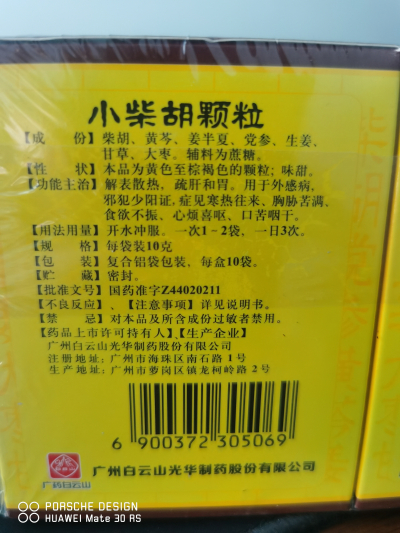 小柴胡颗粒
【成 份】柴胡、黄芩、姜半夏、党参、生姜、
甘草、大枣。辅料为蔗糖。
【性 状】本品为黄色至棕褐色的颗粒；味甜。
【功能主治】解表散热，疏肝和胃。用于外感病，
邪犯少阳证，症见寒热往来、胸胁苦满、
食欲不振、心烦喜呕、口苦咽干。
【用法用量】开水冲服。一次1~2袋，一日3次。
【规 格】每袋装10克
【包 装】复合铝袋包装，每盒10袋。
【贮 藏】密封。
【批准文号】国药准字Z44020211
【不良反应】、【注意事项】详见说明书。
【禁 忌】对本品及所含成份过敏者禁用。
【药品上市许可持有人】、【生产企业】
广州白云山光华制药股份有限公司
注册地址：广州市海珠区南石路1号
生产地址：广州市萝岗区镇龙柯岭路2号
6 900372 305069
广药白云山
广州白云山光华制药股份有限公司
PORSCHE DESIGN
HUAWEI Mate 30 RS